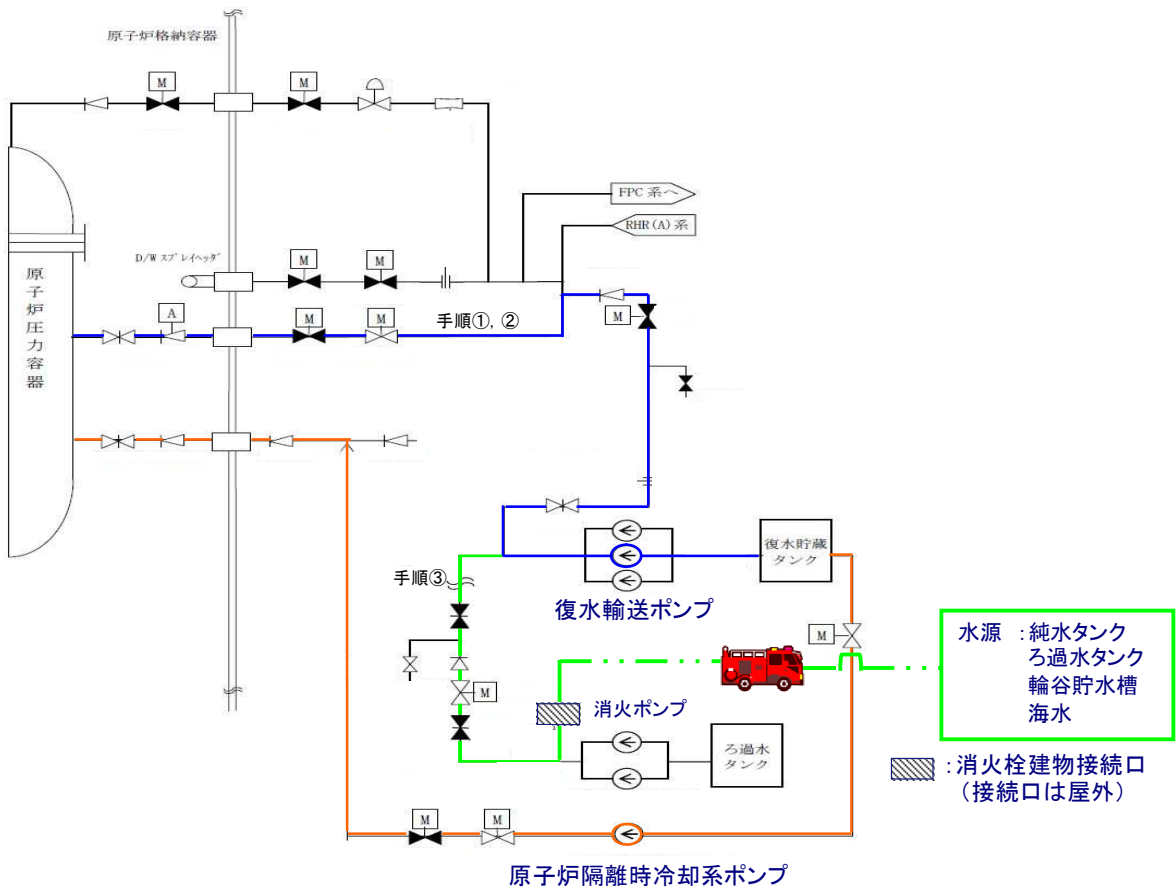 原子炉格納容器
M
M
FPC 系へ
RHR(A)系
D/Wスプレイヘッダ
M
M
原子炉圧力容器
A
M
M
手順①, ②
M
復水貯蔵
タンク
手順③
復水輸送ポンプ
M
水源 :純水タンク
ろ過水タンク
輪谷貯水槽
海水
M
消火ポンプ
ろ過水
タンク
:消火栓建物接続口
(接続口は屋外)
M
M
原子炉隔離時冷却系ポンプ